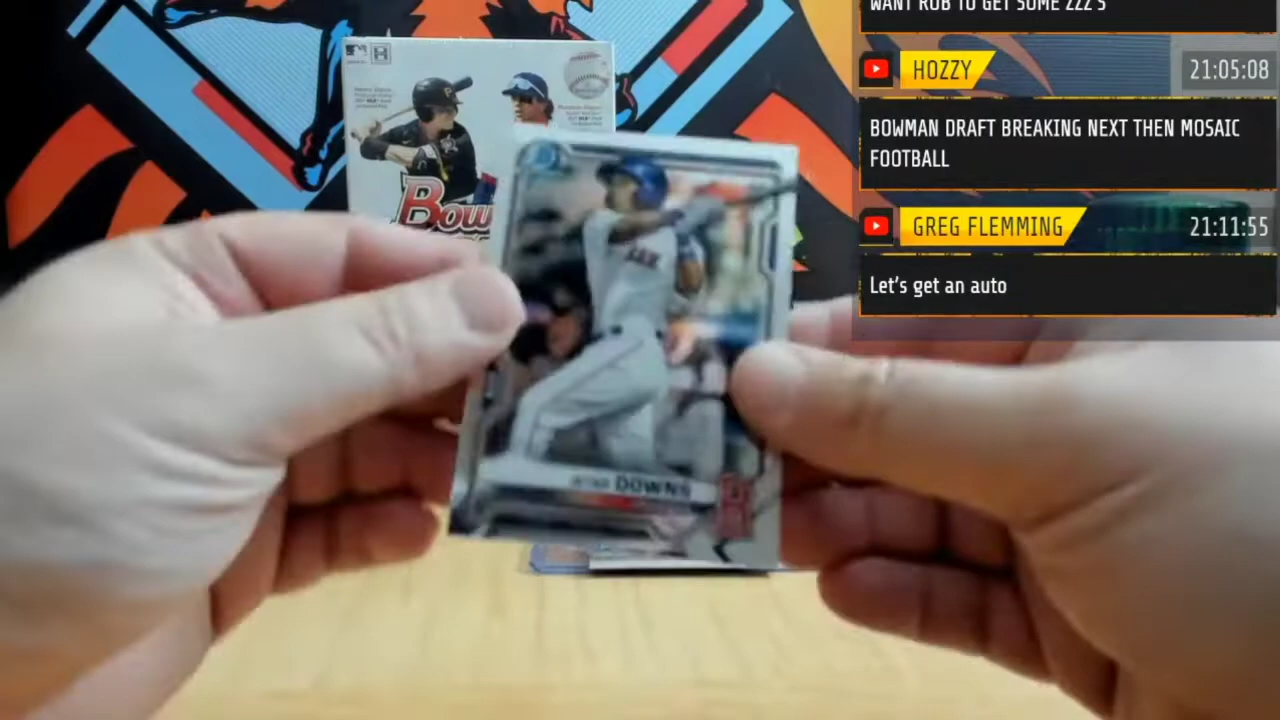 WANT ROB TO GET SOME ZZZ'S
HOZZY
21:05:08
BOWMAN DRAFT BREAKING NEXT THEN MOSAIC
FOOTBALL
GREG FLEMMING
21:11:55
Let's get an auto
DOWNS